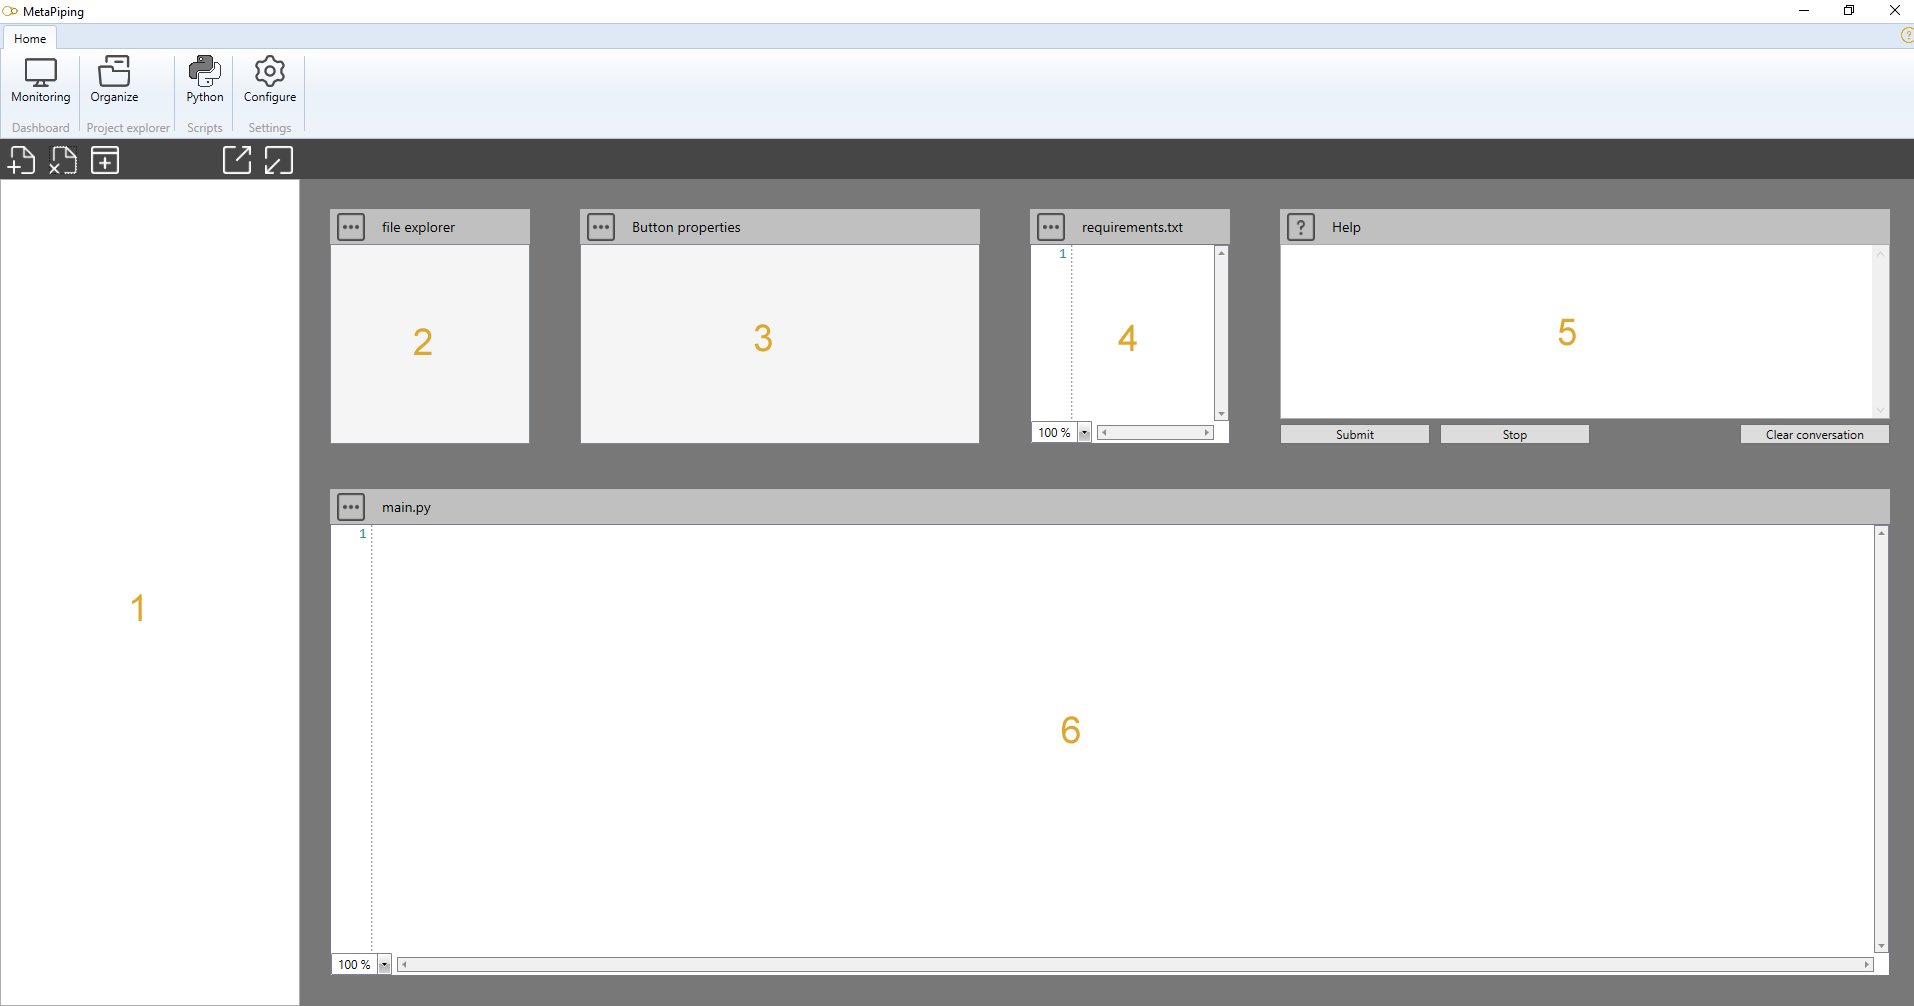 MetaPiping
Home
?
Monitoring Organize Python Configure
Dashboard Project explorer Scripts Settings
file explorer
Button properties
requirements.txt
? Help
1
2
3
4
5
100 %
Submit Stop Clear conversation
main.py
1
1
6
100 %